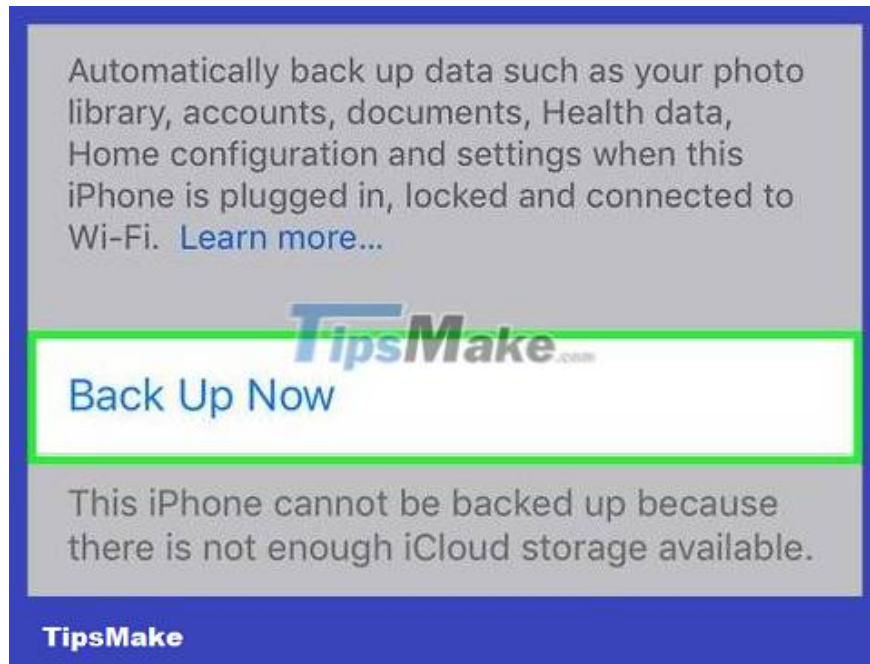 Automatically back up data such as your photo
library, accounts, documents, Health data,
Home configuration and settings when this
iPhone is plugged in, locked and connected to
Wi-Fi. Learn more...
TipsMake.com
Back Up Now
This iPhone cannot be backed up because
there is not enough iCloud storage available.
TipsMake